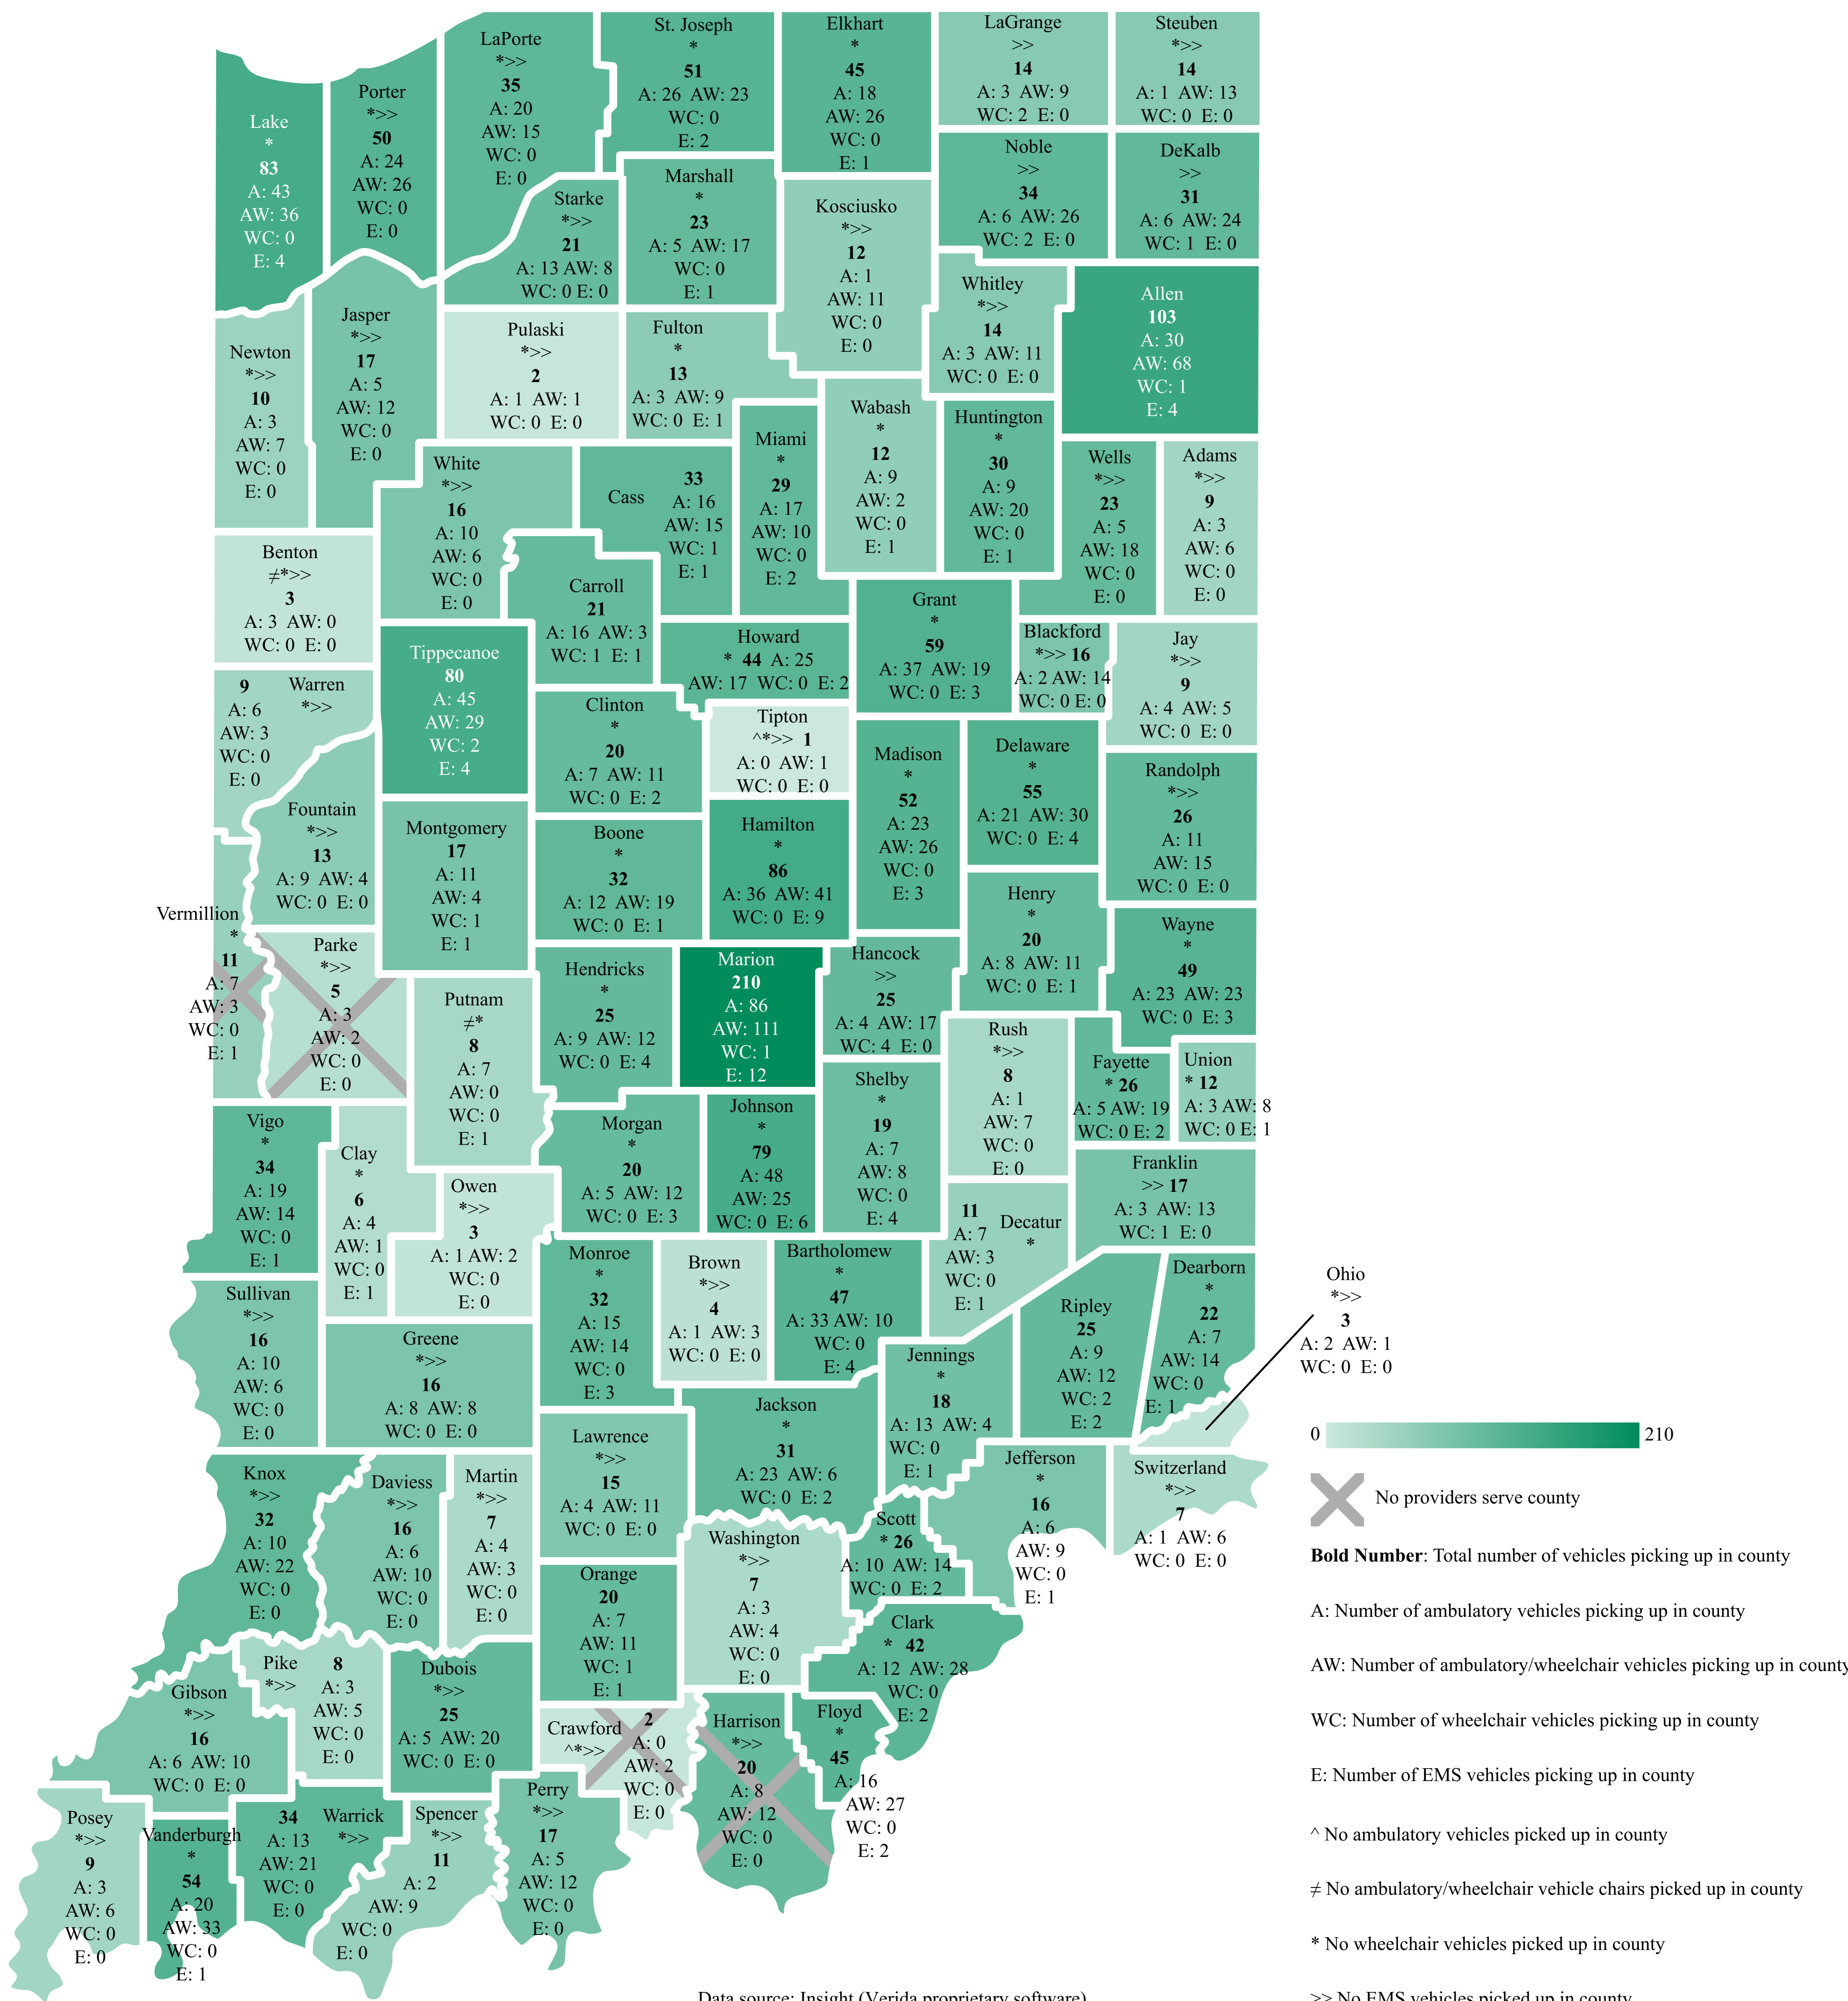 LaPorte
*>>
35
A: 20
AW: 15
WC: 0
E: 0
St. Joseph
*
51
A: 26 AW: 23
WC: 0
E: 2
Elkhart
*
45
A: 18
AW: 26
WC: 0
E: 1
LaGrange
>>
14
A: 3 AW: 9
WC: 2 E: 0
Steuben
*>>
14
A: 1 AW: 13
WC: 0 E: 0
Lake
*
83
A: 43
AW: 36
WC: 0
E: 4
Porter
*>>
50
A: 24
AW: 26
WC: 0
E: 0
Starke
*>>
21
A: 13 AW: 8
WC: 0 E: 0
Marshall
*
23
A: 5 AW: 17
WC: 0
E: 1
Kosciusko
*>>
12
A: 1
AW: 11
WC: 0
E: 0
Noble
>>
34
A: 6 AW: 26
WC: 2 E: 0
DeKalb
>>
31
A: 6 AW: 24
WC: 1 E: 0
Whitley
*>>
14
A: 3 AW: 11
WC: 0 E: 0
Allen
103
A: 30
AW: 68
WC: 1
E: 4
Newton
*>>
10
A: 3
AW: 7
WC: 0
E: 0
Jasper
*>>
17
A: 5
AW: 12
WC: 0
E: 0
Pulaski
*>>
2
A: 1 AW: 1
WC: 0 E: 0
Fulton
*
13
A: 3 AW: 9
WC: 0 E: 1
Wabash
*
12
A: 9
AW: 2
WC: 0
E: 1
Huntington
*
30
A: 9
AW: 20
WC: 0
E: 1
Miami
*
29
A: 17
AW: 10
WC: 0
E: 2
Wells
*>>
23
A: 5
AW: 18
WC: 0
E: 0
Adams
*>>
9
A: 3
AW: 6
WC: 0
E: 0
White
*>>
16
A: 10
AW: 6
WC: 0
E: 0
Cass
33
A: 16
AW: 15
WC: 1
E: 1
Benton
≠*>>
3
A: 3 AW: 0
WC: 0 E: 0
Carroll
21
A: 16 AW: 3
WC: 1 E: 1
Grant
*
59
A: 37 AW: 19
WC: 0 E: 3
Howard
* 44 A: 25
AW: 17 WC: 0 E: 2
Blackford
*>> 16
A: 2 AW: 14
WC: 0 E: 0
Jay
*>>
9
A: 4 AW: 5
WC: 0 E: 0
Tippecanoe
80
A: 45
AW: 29
WC: 2
E: 4
Warren
*>>
9
A: 6
AW: 3
WC: 0
E: 0
Clinton
*
20
A: 7 AW: 11
WC: 0 E: 2
Tipton
^*>> 1
A: 0 AW: 1
WC: 0 E: 0
Madison
*
52
A: 23
AW: 26
WC: 0
E: 3
Delaware
*
55
A: 21 AW: 30
WC: 0 E: 4
Randolph
*>>
26
A: 11
AW: 15
WC: 0 E: 0
Fountain
*>>
13
A: 9 AW: 4
WC: 0 E: 0
Montgomery
17
A: 11
AW: 4
WC: 1
E: 1
Boone
*
32
A: 12 AW: 19
WC: 0 E: 1
Hamilton
*
86
A: 36 AW: 41
WC: 0 E: 9
Henry
*
20
A: 8 AW: 11
WC: 0 E: 1
Wayne
*
49
A: 23 AW: 23
WC: 0 E: 3
Vermillion
*
11
A: 7
AW: 3
WC: 0
E: 1
Parke
*>>
5
A: 3
AW: 2
WC: 0
E: 0
Putnam
≠*
8
A: 7
AW: 0
WC: 0
E: 1
Hendricks
*
25
A: 9 AW: 12
WC: 0 E: 4
Marion
210
A: 86
AW: 111
WC: 1
E: 12
Hancock
>>
25
A: 4 AW: 17
WC: 4 E: 0
Rush
*>>
8
A: 1
AW: 7
WC: 0
E: 0
Fayette
* 26
A: 5 AW: 19
WC: 0 E: 2
Union
* 12
A: 3 AW: 8
WC: 0 E: 1
Vigo
*
34
A: 19
AW: 14
WC: 0
E: 1
Clay
*
6
A: 4
AW: 1
WC: 0
E: 1
Owen
*>>
3
A: 1 AW: 2
WC: 0
E: 0
Morgan
*
20
A: 5 AW: 12
WC: 0 E: 3
Johnson
*
79
A: 48
AW: 25
WC: 0 E: 6
Shelby
*
19
A: 7
AW: 8
WC: 0
E: 4
Decatur
*
11
A: 7
AW: 3
WC: 0
E: 1
Franklin
>> 17
A: 3 AW: 13
WC: 1 E: 0
Sullivan
*>>
16
A: 10
AW: 6
WC: 0
E: 0
Greene
*>>
16
A: 8 AW: 8
WC: 0 E: 0
Monroe
*
32
A: 15
AW: 14
WC: 0
E: 3
Brown
*>>
4
A: 1 AW: 3
WC: 0 E: 0
Bartholomew
*
47
A: 33 AW: 10
WC: 0
E: 4
Ripley
25
A: 9
AW: 12
WC: 2
E: 2
Dearborn
*
22
A: 7
AW: 14
WC: 0
E: 1
Ohio
*>>
3
A: 2 AW: 1
WC: 0 E: 0
Jennings
*
18
A: 13 AW: 4
WC: 0
E: 1
Jackson
*
31
A: 23 AW: 6
WC: 0 E: 2
Lawrence
*>>
15
A: 4 AW: 11
WC: 0 E: 0
Knox
*>>
32
A: 10
AW: 22
WC: 0
E: 0
Daviess
*>>
16
A: 6
AW: 10
WC: 0
E: 0
Martin
*>>
7
A: 4
AW: 3
WC: 0
E: 0
Jefferson
*
16
A: 6
AW: 9
WC: 0
E: 1
Switzerland
*>>
7
A: 1 AW: 6
WC: 0 E: 0
Washington
*>>
7
A: 3
AW: 4
WC: 0
E: 0
Scott
* 26
A: 10 AW: 14
WC: 0 E: 2
Orange
20
A: 7
AW: 11
WC: 1
E: 1
Clark
* 42
A: 12 AW: 28
WC: 0
E: 2
Gibson
*>>
16
A: 6 AW: 10
WC: 0 E: 0
Pike
*>>
8
A: 3
AW: 5
WC: 0
E: 0
Dubois
*>>
25
A: 5 AW: 20
WC: 0 E: 0
Crawford
^*>>
2
A: 0
AW: 2
WC: 0
E: 0
Harrison
*>>
20
A: 8
AW: 12
WC: 0
E: 0
Floyd
*
45
A: 16
AW: 27
WC: 0
E: 2
Posey
*>>
9
A: 3
AW: 6
WC: 0
E: 0
Vanderburgh
*
54
A: 20
AW: 33
WC: 0
E: 1
Warrick
*>>
34
A: 13
AW: 21
WC: 0
E: 0
Spencer
*>>
11
A: 2
AW: 9
WC: 0
E: 0
Perry
*>>
17
A: 5
AW: 12
WC: 0
E: 0
0 210
No providers serve county
Bold Number: Total number of vehicles picking up in county
A: Number of ambulatory vehicles picking up in county
AW: Number of ambulatory/wheelchair vehicles picking up in county
WC: Number of wheelchair vehicles picking up in county
E: Number of EMS vehicles picking up in county
^ No ambulatory vehicles picked up in county
≠ No ambulatory/wheelchair vehicle chairs picked up in county
* No wheelchair vehicles picked up in county
>> No EMS vehicles picked up in county
Data source: Insight (Verida proprietary software)